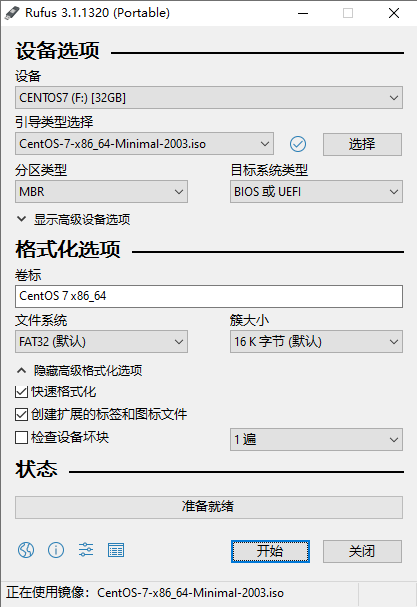 Rufus 3.1.1320 (Portable)
设备选项
设备
CENTOS7 (F:) [32GB]
引导类型选择
CentOS-7-x86_64-Minimal-2003.iso
选择
分区类型
目标系统类型
MBR
BIOS 或 UEFI
显示高级设备选项
格式化选项
卷标
CentOS 7 x86_64
文件系统
簇大小
FAT32 (默认)
16 K 字节 (默认)
隐藏高级格式化选项
快速格式化
创建扩展的标签和图标文件
检查设备坏块
1 遍
状态
准备就绪
开始
关闭
正在使用镜像：CentOS-7-x86_64-Minimal-2003.iso